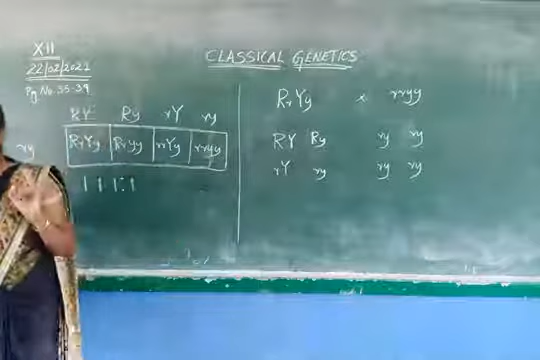 XII
22/02/2021
Pg No. 35-39
CLASSICAL GENETICS
RY Ry rY ry
ry RrYy Rryy rrYy rryy
1 1 1:1
RrYy x rryy
RY Ry ry ry
rY ry ry ry